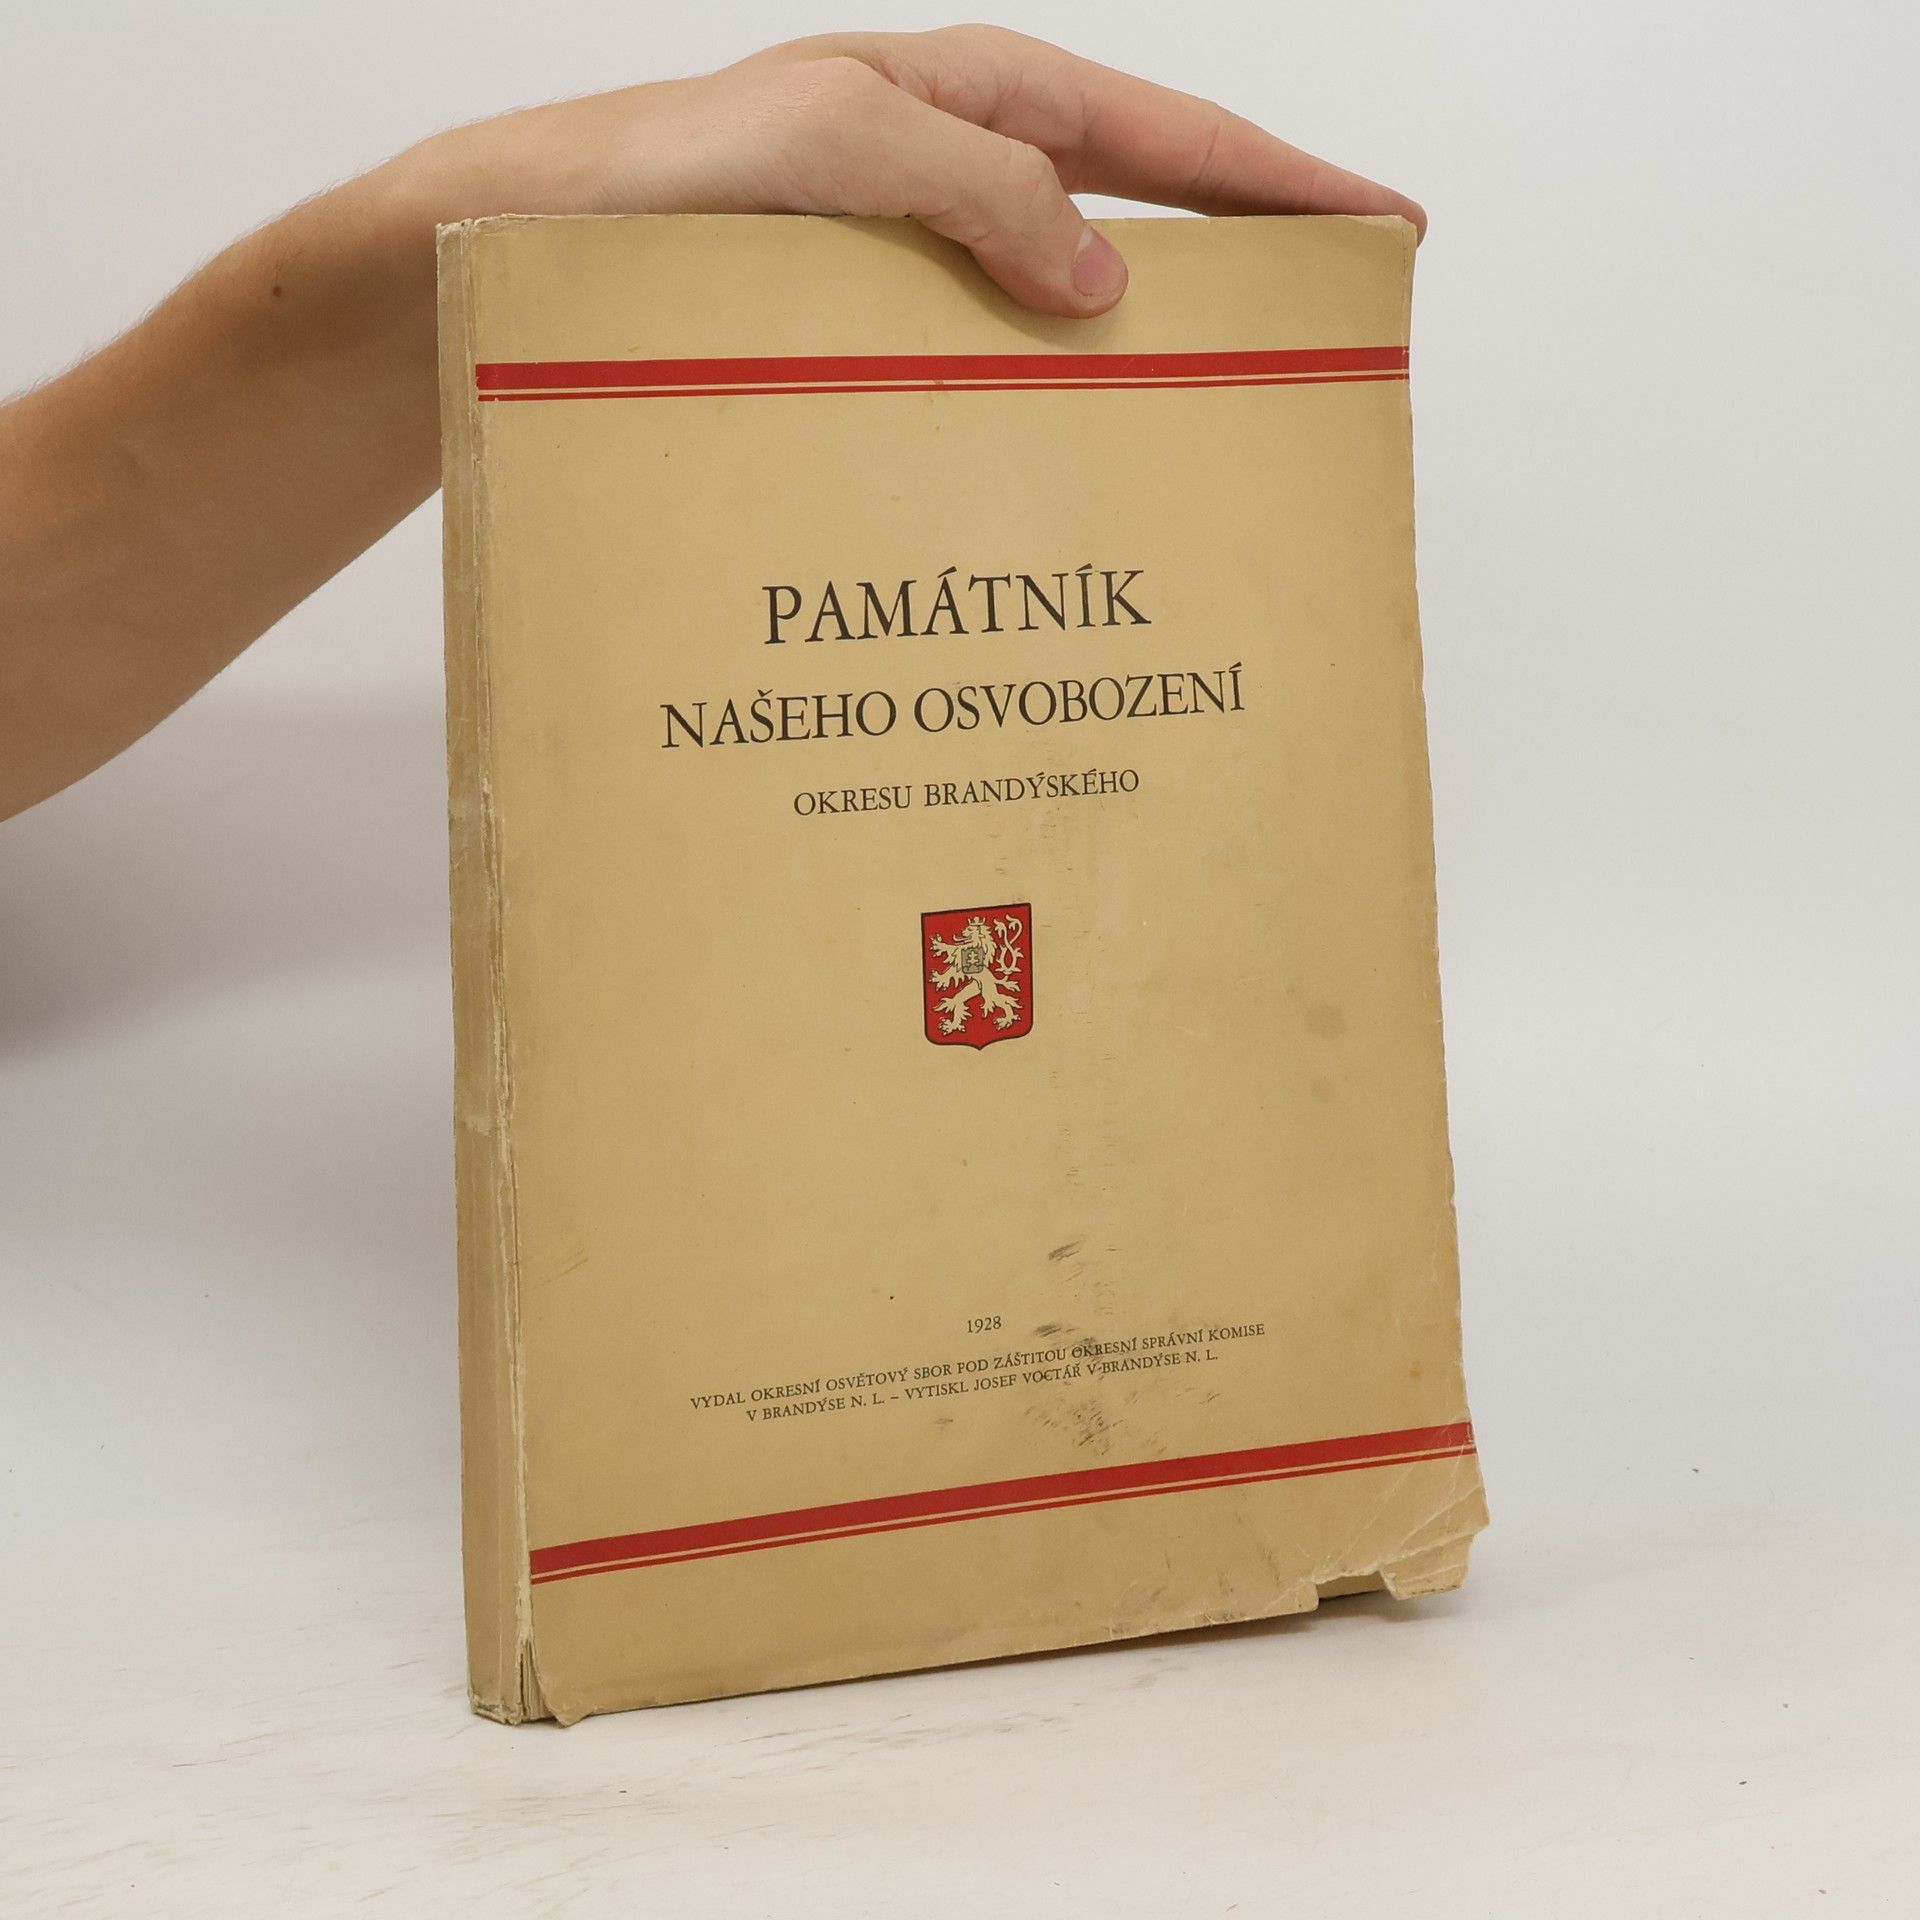 PAMÁTNÍK
NAŠEHO OSVOBOZENÍ
OKRESU BRANDÝSKÉHO
1928
VYDAL OKRESNÍ OSVĚTOVÝ SBOR POD ZÁŠTITOU OKRESNÍ SPRÁVNÍ KOMISE
V BRANDÝSE N. L. – VYTISKL JOSEF VOCTÁŘ V BRANDÝSE N. L.